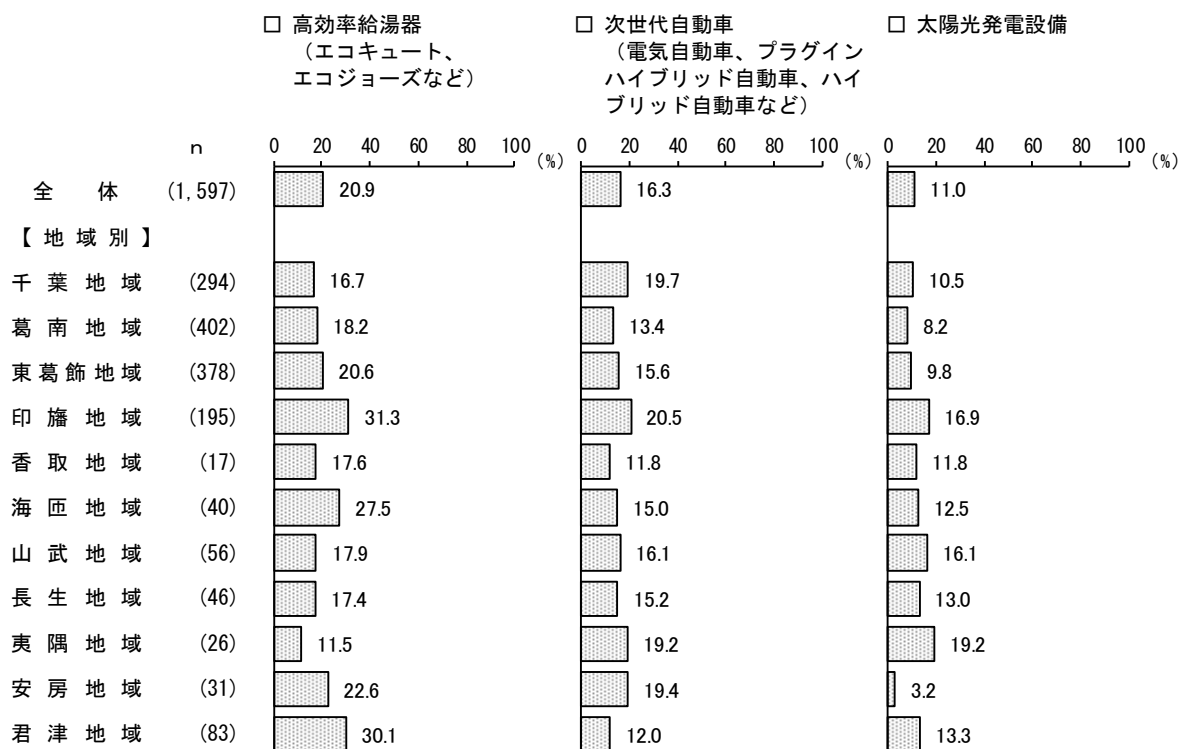 □ 高効率給湯器
（エコキュート、
エコジョーズなど）
□ 次世代自動車
（電気自動車、プラグイン
ハイブリッド自動車、ハイ
ブリッド自動車など）
□ 太陽光発電設備
n
0 20 40 60 80 100 (%)
0 20 40 60 80 100 (%)
0 20 40 60 80 100 (%)
全体 (1,597) 20.9 16.3 11.0
【地域別】
千葉地域 (294) 16.7 19.7 10.5
葛南地域 (402) 18.2 13.4 8.2
東葛飾地域 (378) 20.6 15.6 9.8
印旛地域 (195) 31.3 20.5 16.9
香取地域 (17) 17.6 11.8 11.8
海匝地域 (40) 27.5 15.0 12.5
山武地域 (56) 17.9 16.1 16.1
長生地域 (46) 17.4 15.2 13.0
夷隅地域 (26) 11.5 19.2 19.2
安房地域 (31) 22.6 19.4 3.2
君津地域 (83) 30.1 12.0 13.3